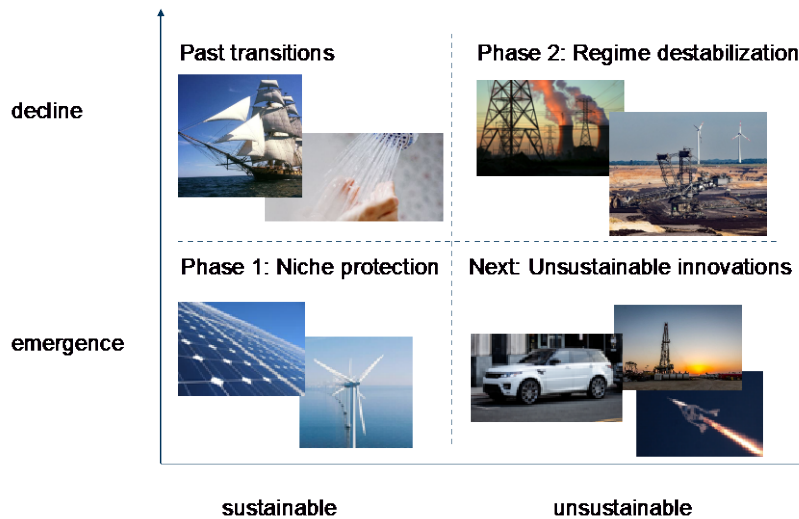 Past transitions
Phase 2: Regime destabilization
decline
Phase 1: Niche protection
Next: Unsustainable innovations
emergence
sustainable
unsustainable